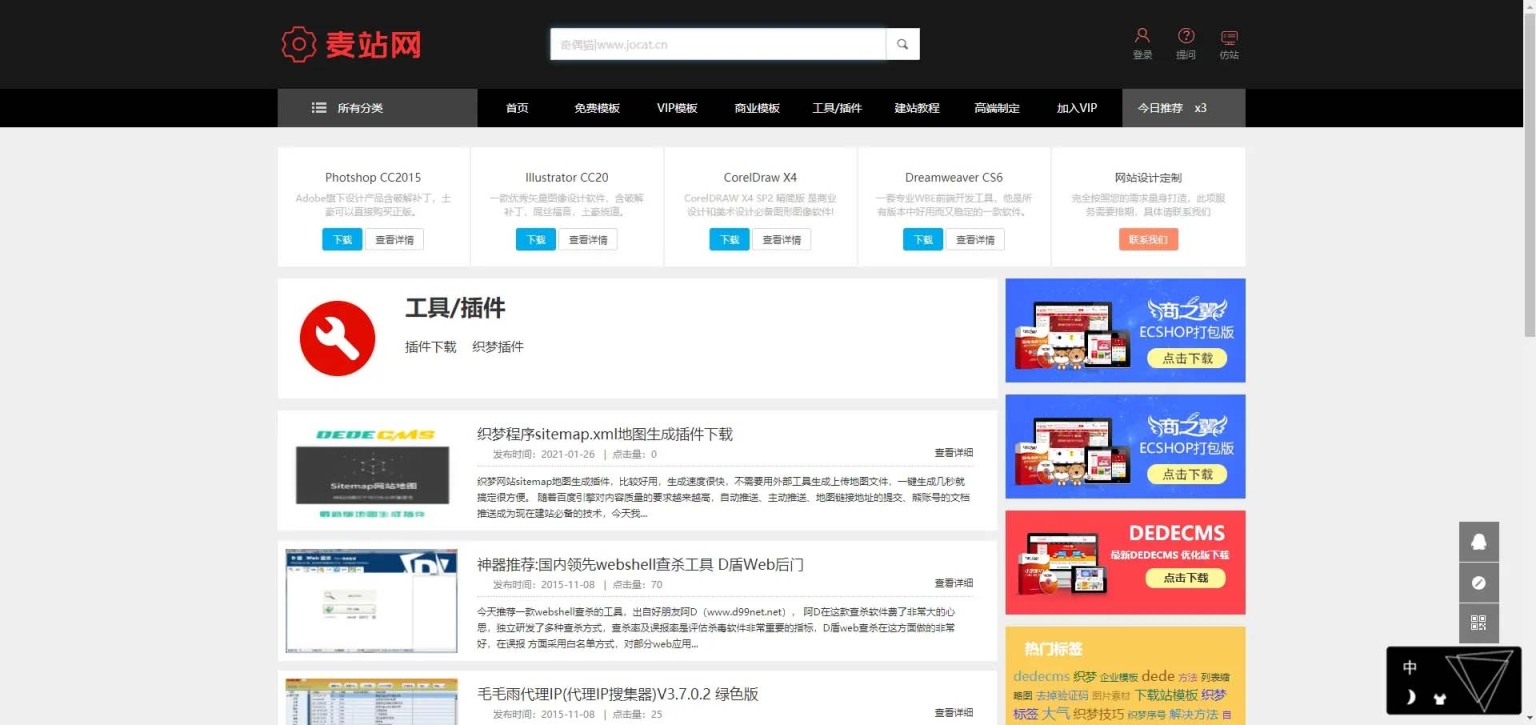 麦站网
奇偶猫|www.jocat.cn
登录 提问 仿站
所有分类 首页 免费模板 VIP模板 商业模板 工具/插件 建站教程 高端制定 加入VIP 今日推荐 x3
Photshop CC2015
Adobe旗下设计产品含破解补丁，土
豪可以直接购买正版。
下载 查看详情
Illustrator CC20
一款优秀矢量图像设计软件，含破解
补丁，屌丝福音，土豪绕道。
下载 查看详情
CorelDraw X4
CorelDRAW X4 SP2 精简版 是商业
设计和美术设计必备图形图像软件!
下载 查看详情
Dreamweaver CS6
一套专业WBE前端开发工具，他是所
有版本中好用而又稳定的一款软件。
下载 查看详情
网站设计定制
完全按照您的需求量身打造，此项服
务需要排期，具体请联系我们
联系我们
工具/插件
插件下载 织梦插件
DEDECMS
Sitemap网站地图
织梦程序sitemap.xml地图生成插件下载
发布时间：2021-01-26 | 点击量：0
查看详细
织梦网站sitemap地图生成插件，比较好用，生成速度很快，不需要用外部工具生成上传地图文件，一键生成几秒就
搞定很方便。 随着百度引擎对内容质量的要求越来越高，自动推送、主动推送、地图链接地址的提交、熊账号的文档
推送成为现在建站必备的技术，今天我...
神器推荐:国内领先webshell查杀工具 D盾Web后门
发布时间：2015-11-08 | 点击量：70
查看详细
今天推荐一款webshell查杀的工具，出自好朋友阿D（www.d99net.net）， 阿D在这款查杀软件费了非常大的心
思，独立研发了多种查杀方式，查杀率及误报率是评估杀毒软件非常重要的指标，D盾web查杀在这方面做的非常
好，在误报 方面采用白名单方式，对部分web应用...
毛毛雨代理IP(代理IP搜集器)V3.7.0.2 绿色版
发布时间：2015-11-08 | 点击量：25
查看详细
商之翼
ECSHOP打包版
点击下载
商之翼
ECSHOP打包版
点击下载
DEDECMS
最新DEDECMS 优化版下载
点击下载
热门标签
dedecms 织梦 企业模板 dede 方法 列表缩
略图 去掉验证码 图片素材 下载站模板 织梦
标签 大气 织梦技巧 织梦序号 解决方法 自
中